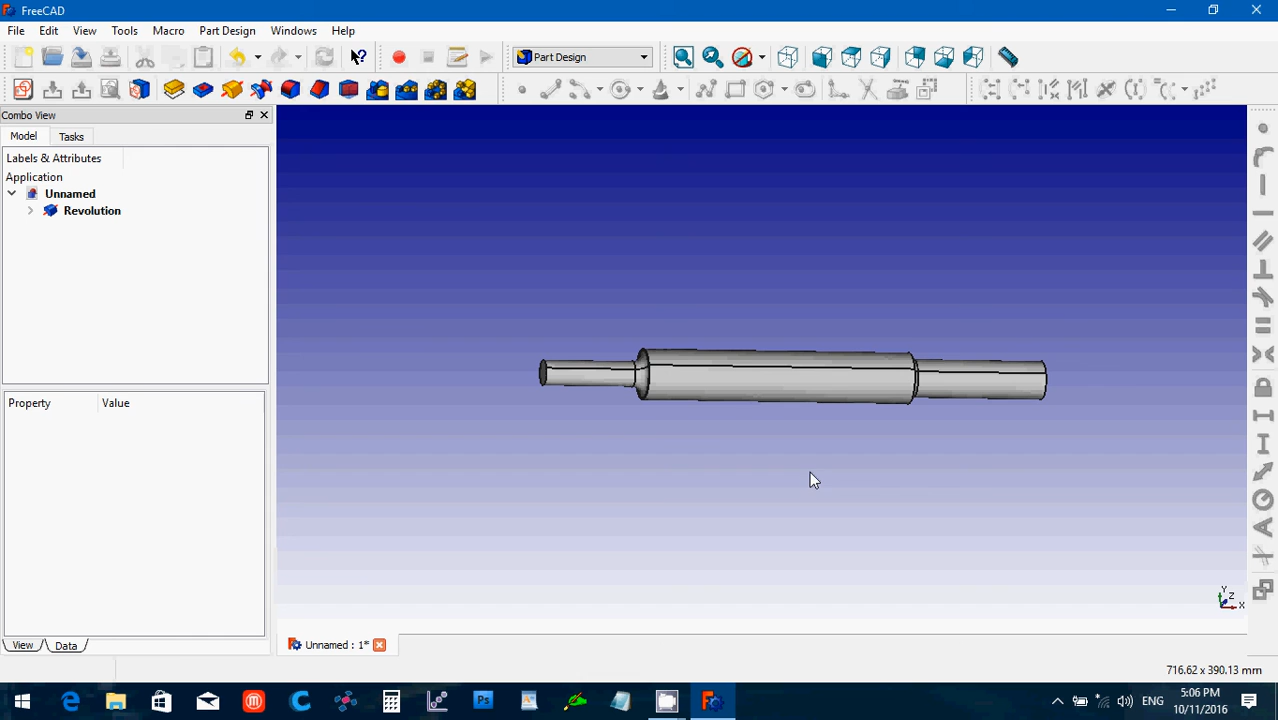 FreeCAD
File Edit View Tools Macro Part Design Windows Help
Part Design
Combo View
Model Tasks
Labels & Attributes
Application
Unnamed
Revolution
Property Value
View Data
Unnamed : 1*
Y
Z
X
716.62 x 390.13 mm
Ps
ENG
5:06 PM
10/11/2016